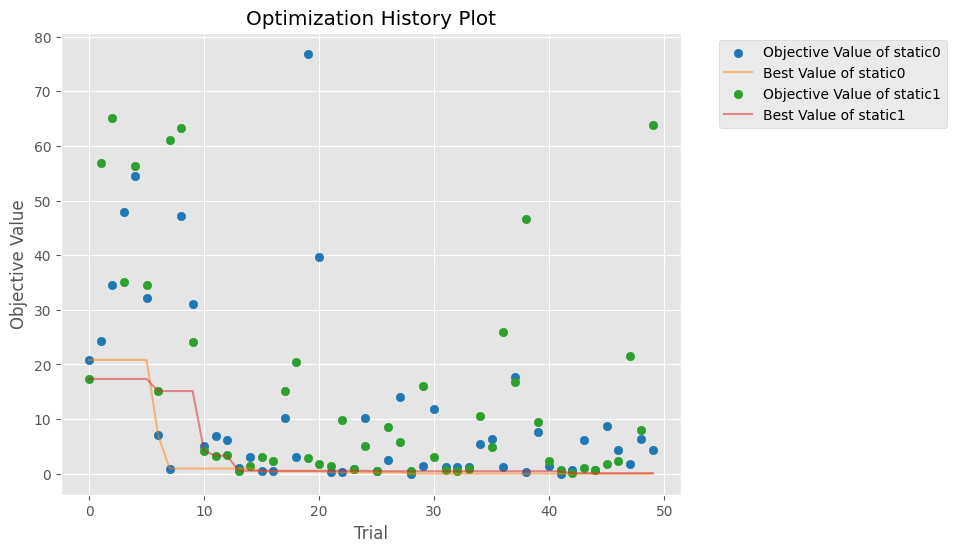 Optimization History Plot
80
70
60
50
40
30
20
10
0
Objective Value
0 10 20 30 40 50
Trial
Objective Value of static0
Best Value of static0
Objective Value of static1
Best Value of static1